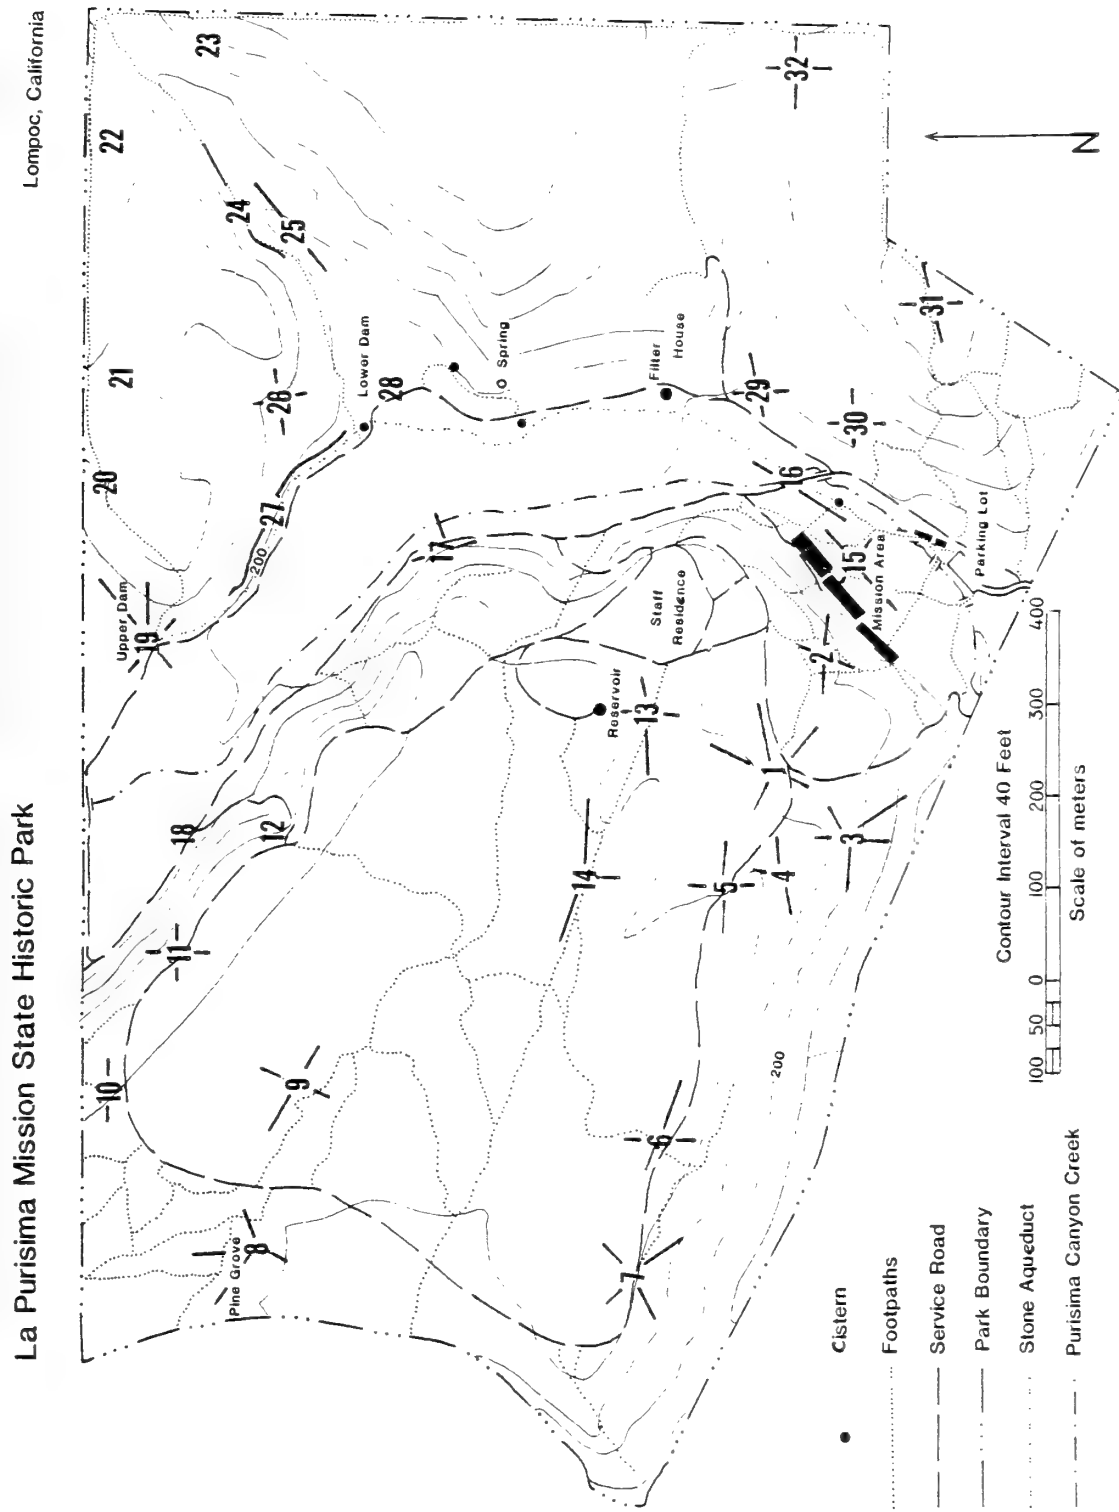 La Purisima Mission State Historic Park
Lompoc, California
23
22
24
25
21
20
26
Lower Dam
28
27
200
Upper Dam
19
Spring
Filter
House
32
31
29
30
16
17
Staff
Residence
15
Mission Area
Parking Lot
2
Reservoir
13
18
12
14
1
3
4
5
11
10
9
8
Pine Grove
7
6
200
N
Contour Interval 40 Feet
100 50 0 100 200 300 400
Scale of meters
Cistern
Footpaths
Service Road
Park Boundary
Stone Aqueduct
Purisima Canyon Creek